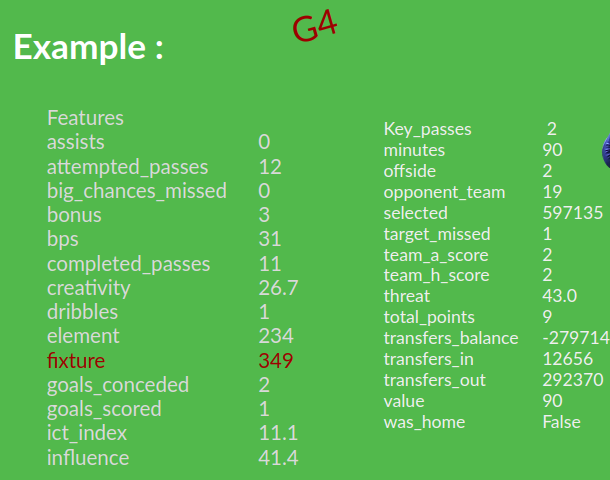 G4
Example :
Features
assists 0
attempted_passes 12
big_chances_missed 0
bonus 3
bps 31
completed_passes 11
creativity 26.7
dribbles 1
element 234
fixture 349
goals_conceded 2
goals_scored 1
ict_index 11.1
influence 41.4
Key_passes 2
minutes 90
offside 2
opponent_team 19
selected 597135
target_missed 1
team_a_score 2
team_h_score 2
threat 43.0
total_points 9
transfers_balance -279714
transfers_in 12656
transfers_out 292370
value 90
was_home False